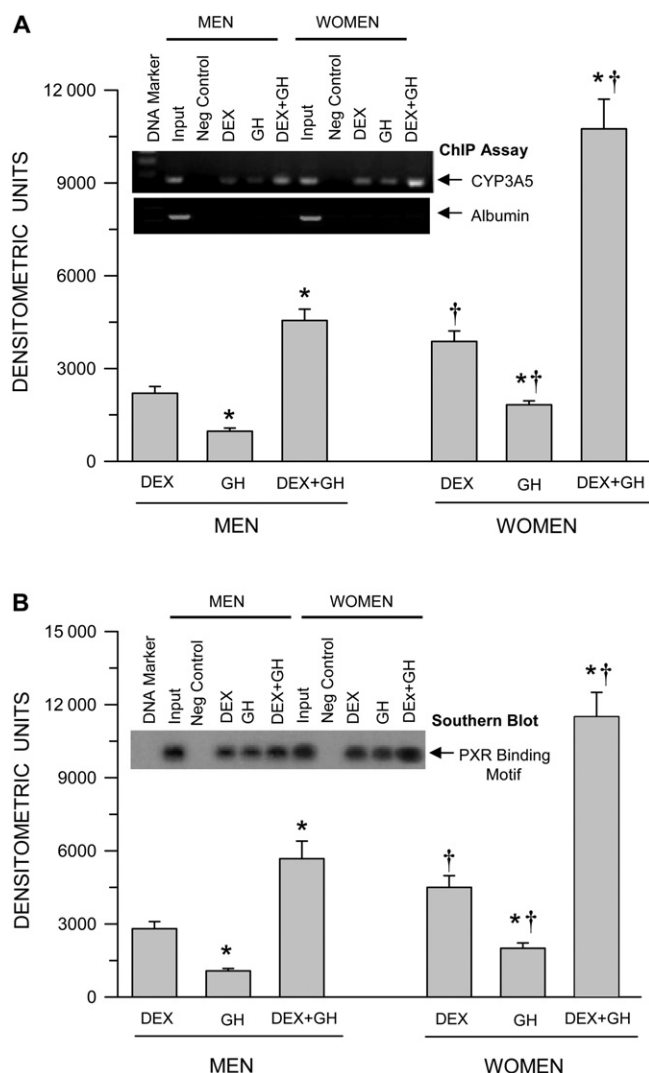 A
MEN WOMEN
DNA Marker
Input
Neg Control
DEX
GH
DEX+GH
Input
Neg Control
DEX
GH
DEX+GH
ChIP Assay
CYP3A5
Albumin
DENSITOMETRIC UNITS
12 000
9000
6000
3000
0
*
*
†
*†
*†
DEX GH DEX+GH DEX GH DEX+GH
MEN WOMEN
B
MEN WOMEN
DNA Marker
Input
Neg Control
DEX
GH
DEX+GH
Input
Neg Control
DEX
GH
DEx+GH
Southern Blot
PXR Binding
Motif
DENSITOMETRIC UNITS
15 000
12 000
9000
6000
3000
0
*
*
†
*†
*†
DEX GH DEX+GH DEX GH DEX+GH
MEN WOMEN